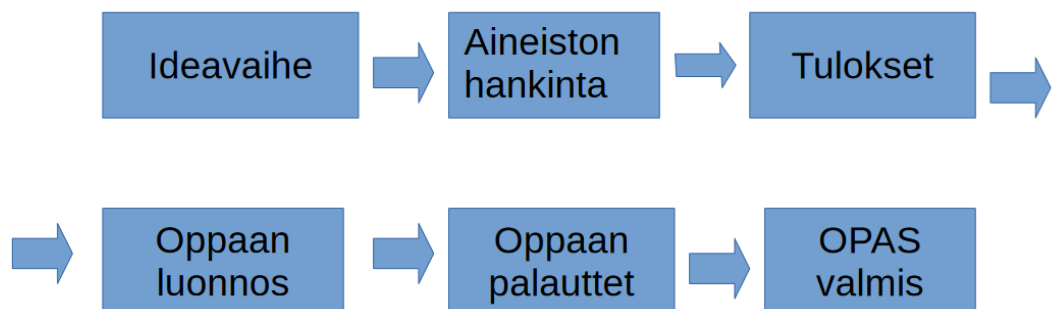 Ideavaihe
Aineiston
hankinta
Tulokset
Oppaan
luonnos
Oppaan
palauttet
OPAS
valmis